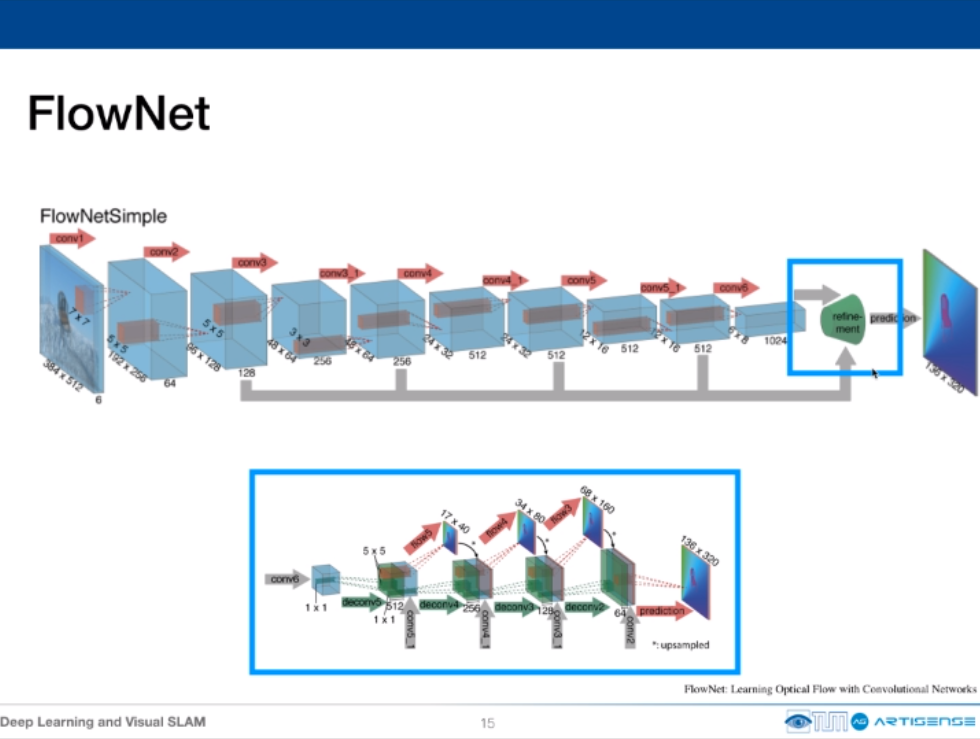 FlowNet
FlowNetSimple
conv1
conv2
conv3
conv3_1
conv4
conv4_1
conv5
conv5_1
conv6
7 x 7
5 x 5
5 x 5
3 x 3
384 x 512
192 x 256
96 x 128
48 x 64
48 x 64
24 x 32
24 x 32
12 x 16
12 x 16
6 x 8
6
64
128
256
256
512
512
512
512
1024
refine-
ment
prediction
136 x 320
conv6
1 x 1
5 x 5
1 x 1
17 x 40
34 x 80
68 x 160
136 x 320
flow5
flow4
flow3
deconv5
512
deconv4
256
deconv3
128
deconv2
64
prediction
conv5_1
conv4_1
conv3_1
conv2
*: upsampled
FlowNet: Learning Optical Flow with Convolutional Networks
Deep Learning and Visual SLAM
15
TUM
AG
ARTISENSE